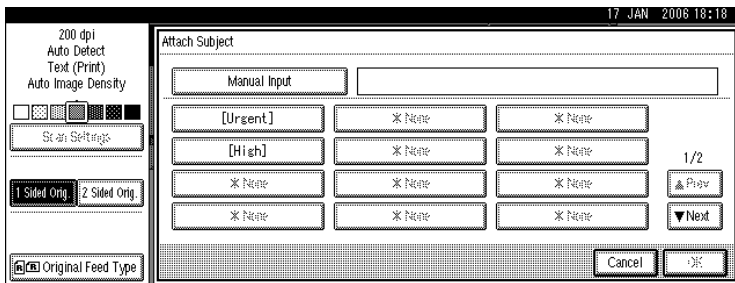 17 JAN 2006 18:18
200 dpi
Auto Detect
Text (Print)
Auto Image Density
Scan Settings
1 Sided Orig. 2 Sided Orig.
Original Feed Type
Attach Subject
Manual Input
[Urgent] * None * None
[High] * None * None
* None * None * None
* None * None * None
1/2
▲Prev
▼Next
Cancel OK